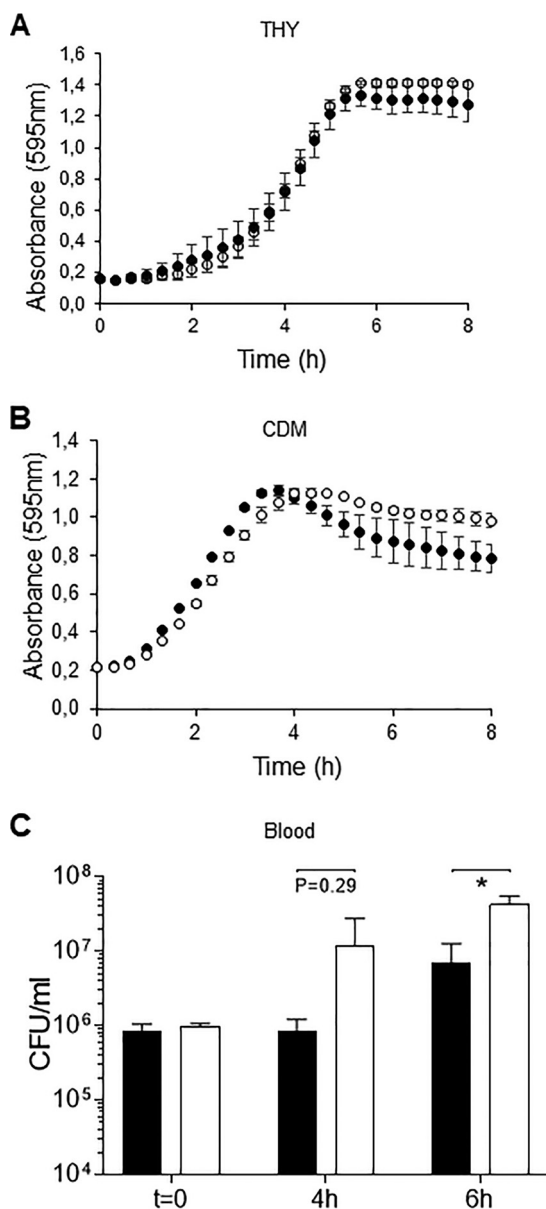 A
THY
Absorbance (595nm)
1,6
1,4
1,2
1,0
0,8
0,6
0,4
0,2
0,0
0 2 4 6 8
Time (h)
B
CDM
Absorbance (595nm)
1,4
1,2
1,0
0,8
0,6
0,4
0,2
0,0
0 2 4 6 8
Time (h)
C
Blood
CFU/ml
10⁸
10⁷
10⁶
10⁵
10⁴
P=0.29
*
t=0 4h 6h